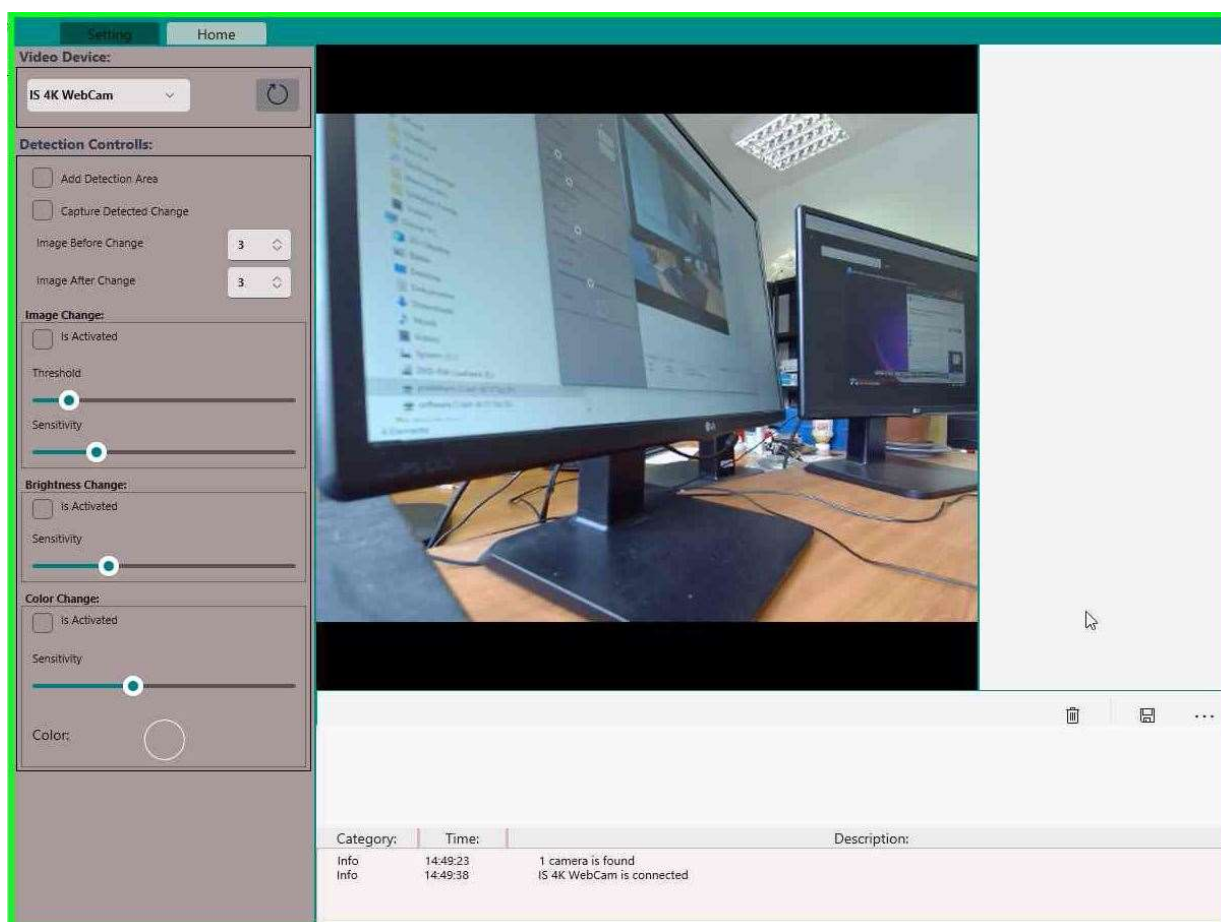 Setting Home
Video Device:
IS 4K WebCam
Detection Controlls:
Add Detection Area
Capture Detected Change
Image Before Change 3
Image After Change 3
Image Change:
Is Activated
Threshold
Sensitivity
Brightness Change:
Is Activated
Sensitivity
Color Change:
Is Activated
Sensitivity
Color:
LG
Category: Time: Description:
Info 14:49:23 1 camera is found
Info 14:49:38 IS 4K WebCam is connected